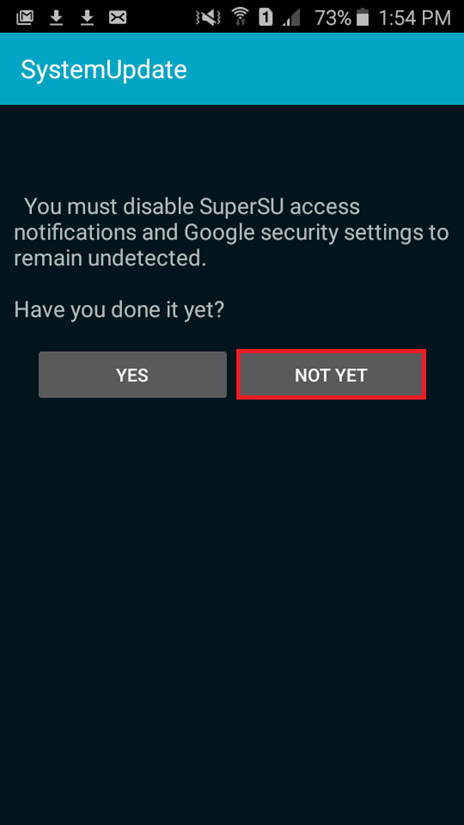 1 73% 1:54 PM
SystemUpdate
You must disable SuperSU access
notifications and Google security settings to
remain undetected.
Have you done it yet?
YES NOT YET